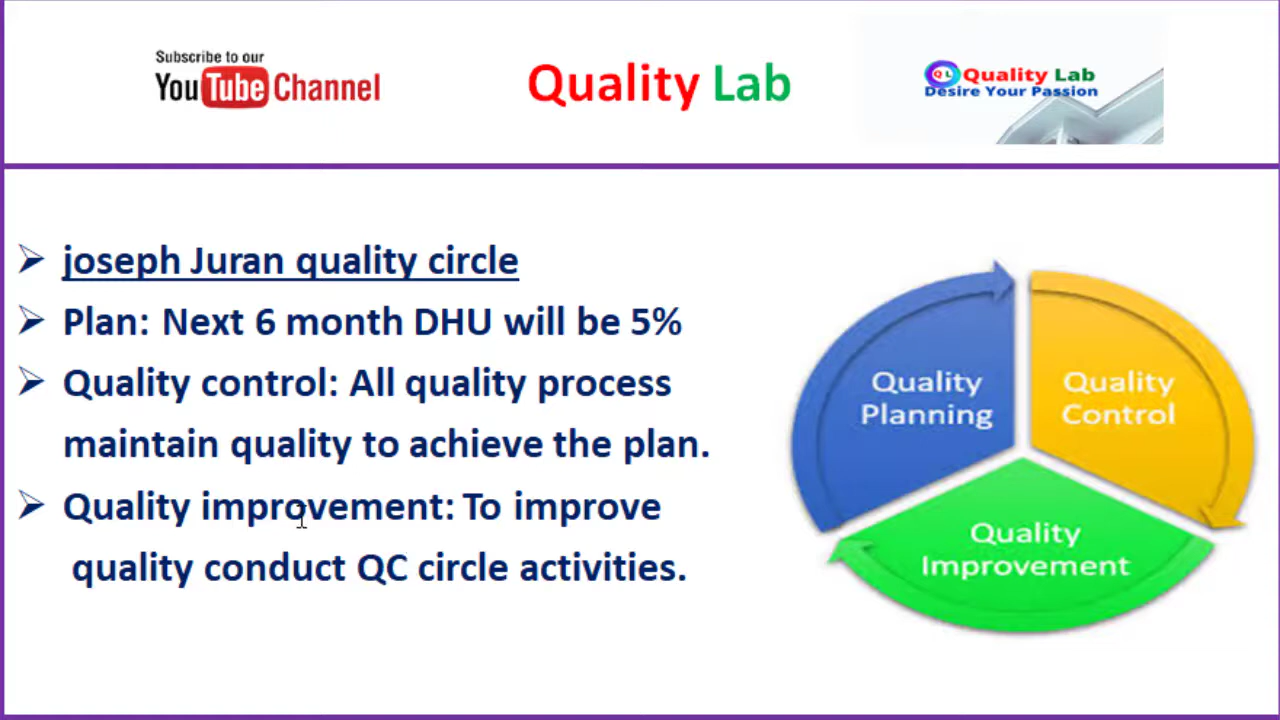 Subscribe to our
YouTube Channel
Quality Lab
QL Quality Lab
Desire Your Passion
joseph Juran quality circle
Plan: Next 6 month DHU will be 5%
Quality control: All quality process
maintain quality to achieve the plan.
Quality improvement: To improve
quality conduct QC circle activities.
Quality
Planning
Quality
Control
Quality
Improvement